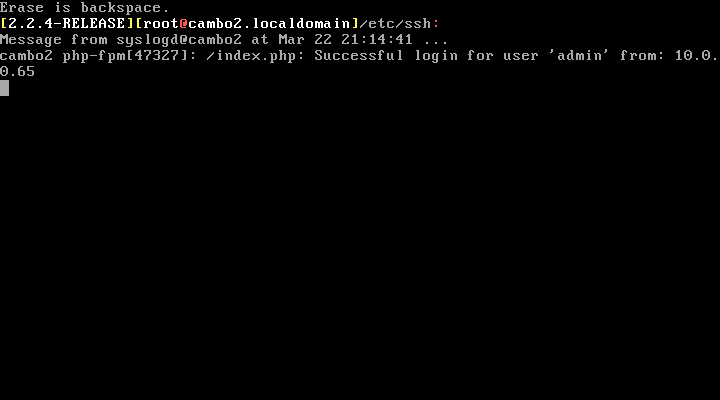 Erase is backspace.
[2.2.4-RELEASE][root@cambo2.localdomain]/etc/ssh:
Message from syslogd@cambo2 at Mar 22 21:14:41 ...
cambo2 php-fpm[47327]: /index.php: Successful login for user 'admin' from: 10.0.
0.65